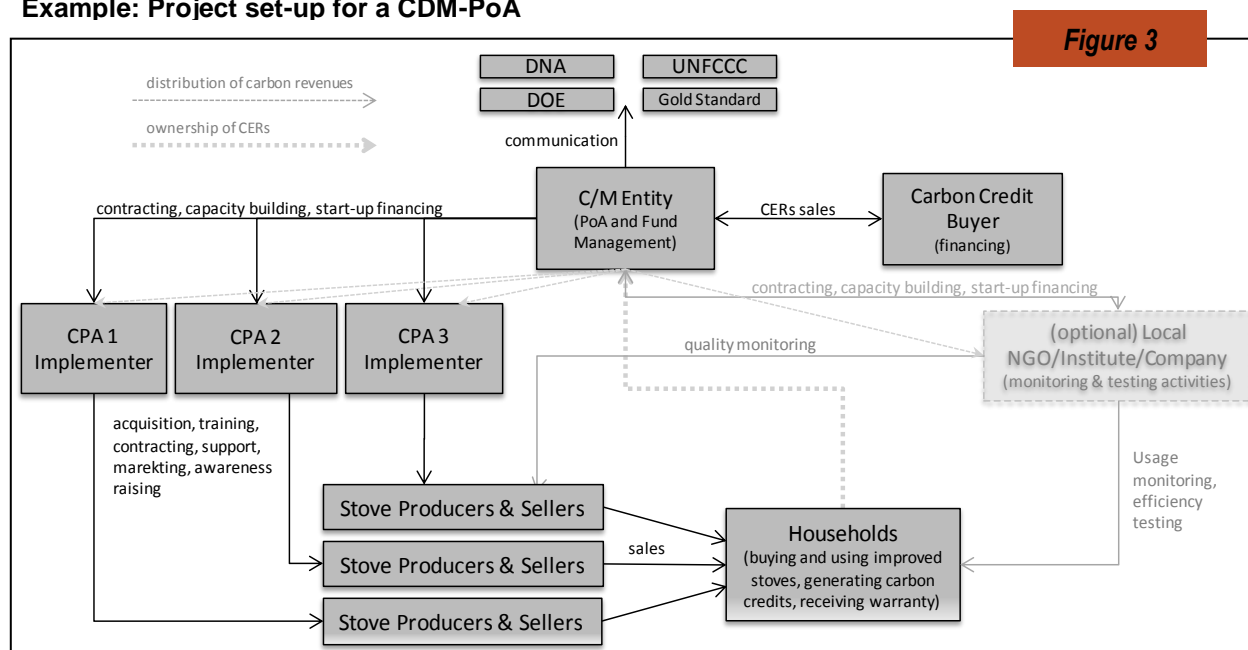 Example: Project set-up for a CDM-PoA
Figure 3
distribution of carbon revenues
ownership of CERs
DNA
UNFCCC
DOE
Gold Standard
communication
C/M Entity
(PoA and Fund
Management)
CERs sales
Carbon Credit
Buyer
(financing)
contracting, capacity building, start-up financing
contracting, capacity building, start-up financing
CPA 1
Implementer
CPA 2
Implementer
CPA 3
Implementer
quality monitoring
(optional) Local
NGO/Institute/Company
(monitoring & testing activities)
acquisition, training,
contracting, support,
marekting, awareness
raising
Usage
monitoring,
efficiency
testing
Stove Producers & Sellers
Stove Producers & Sellers
Stove Producers & Sellers
sales
Households
(buying and using improved
stoves, generating carbon
credits, receiving warranty)